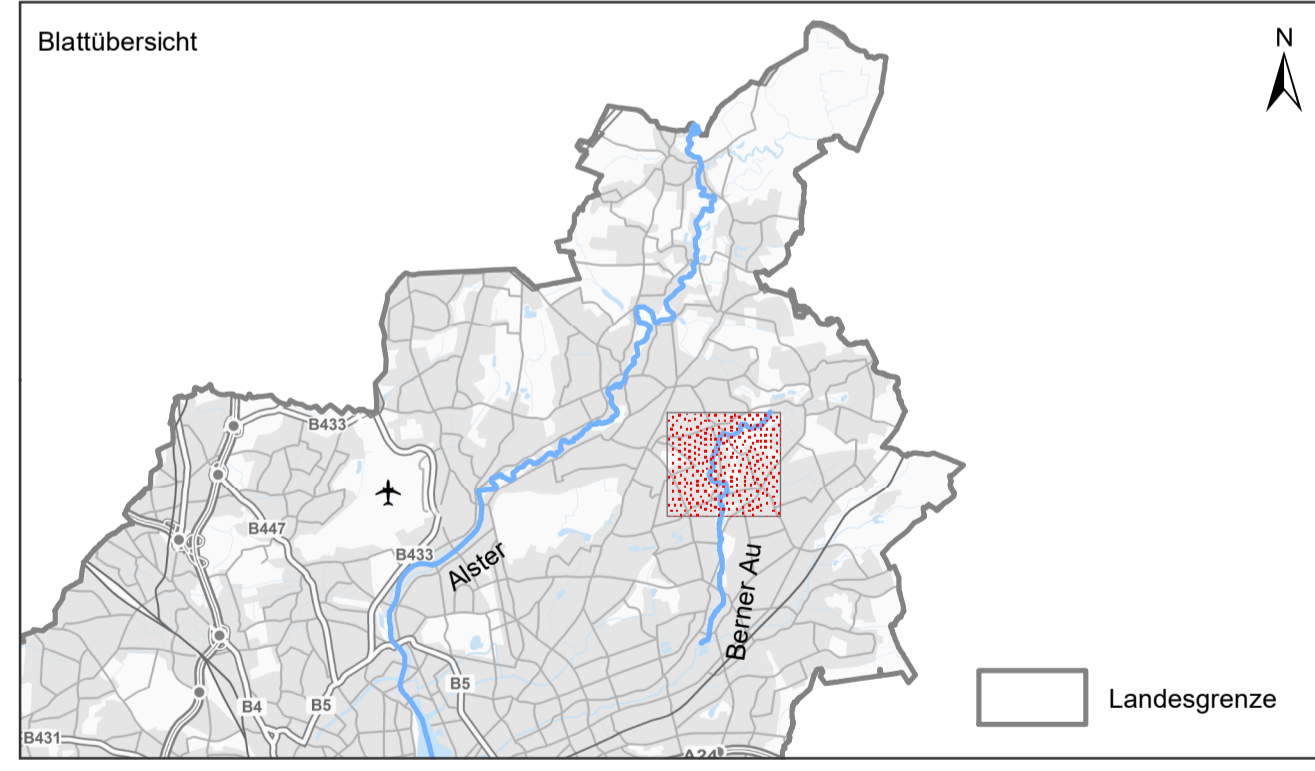 Blattübersicht
N
B433
B447
B433
Alster
Berner Au
B5
B4
B5
B431
A24
Landesgrenze